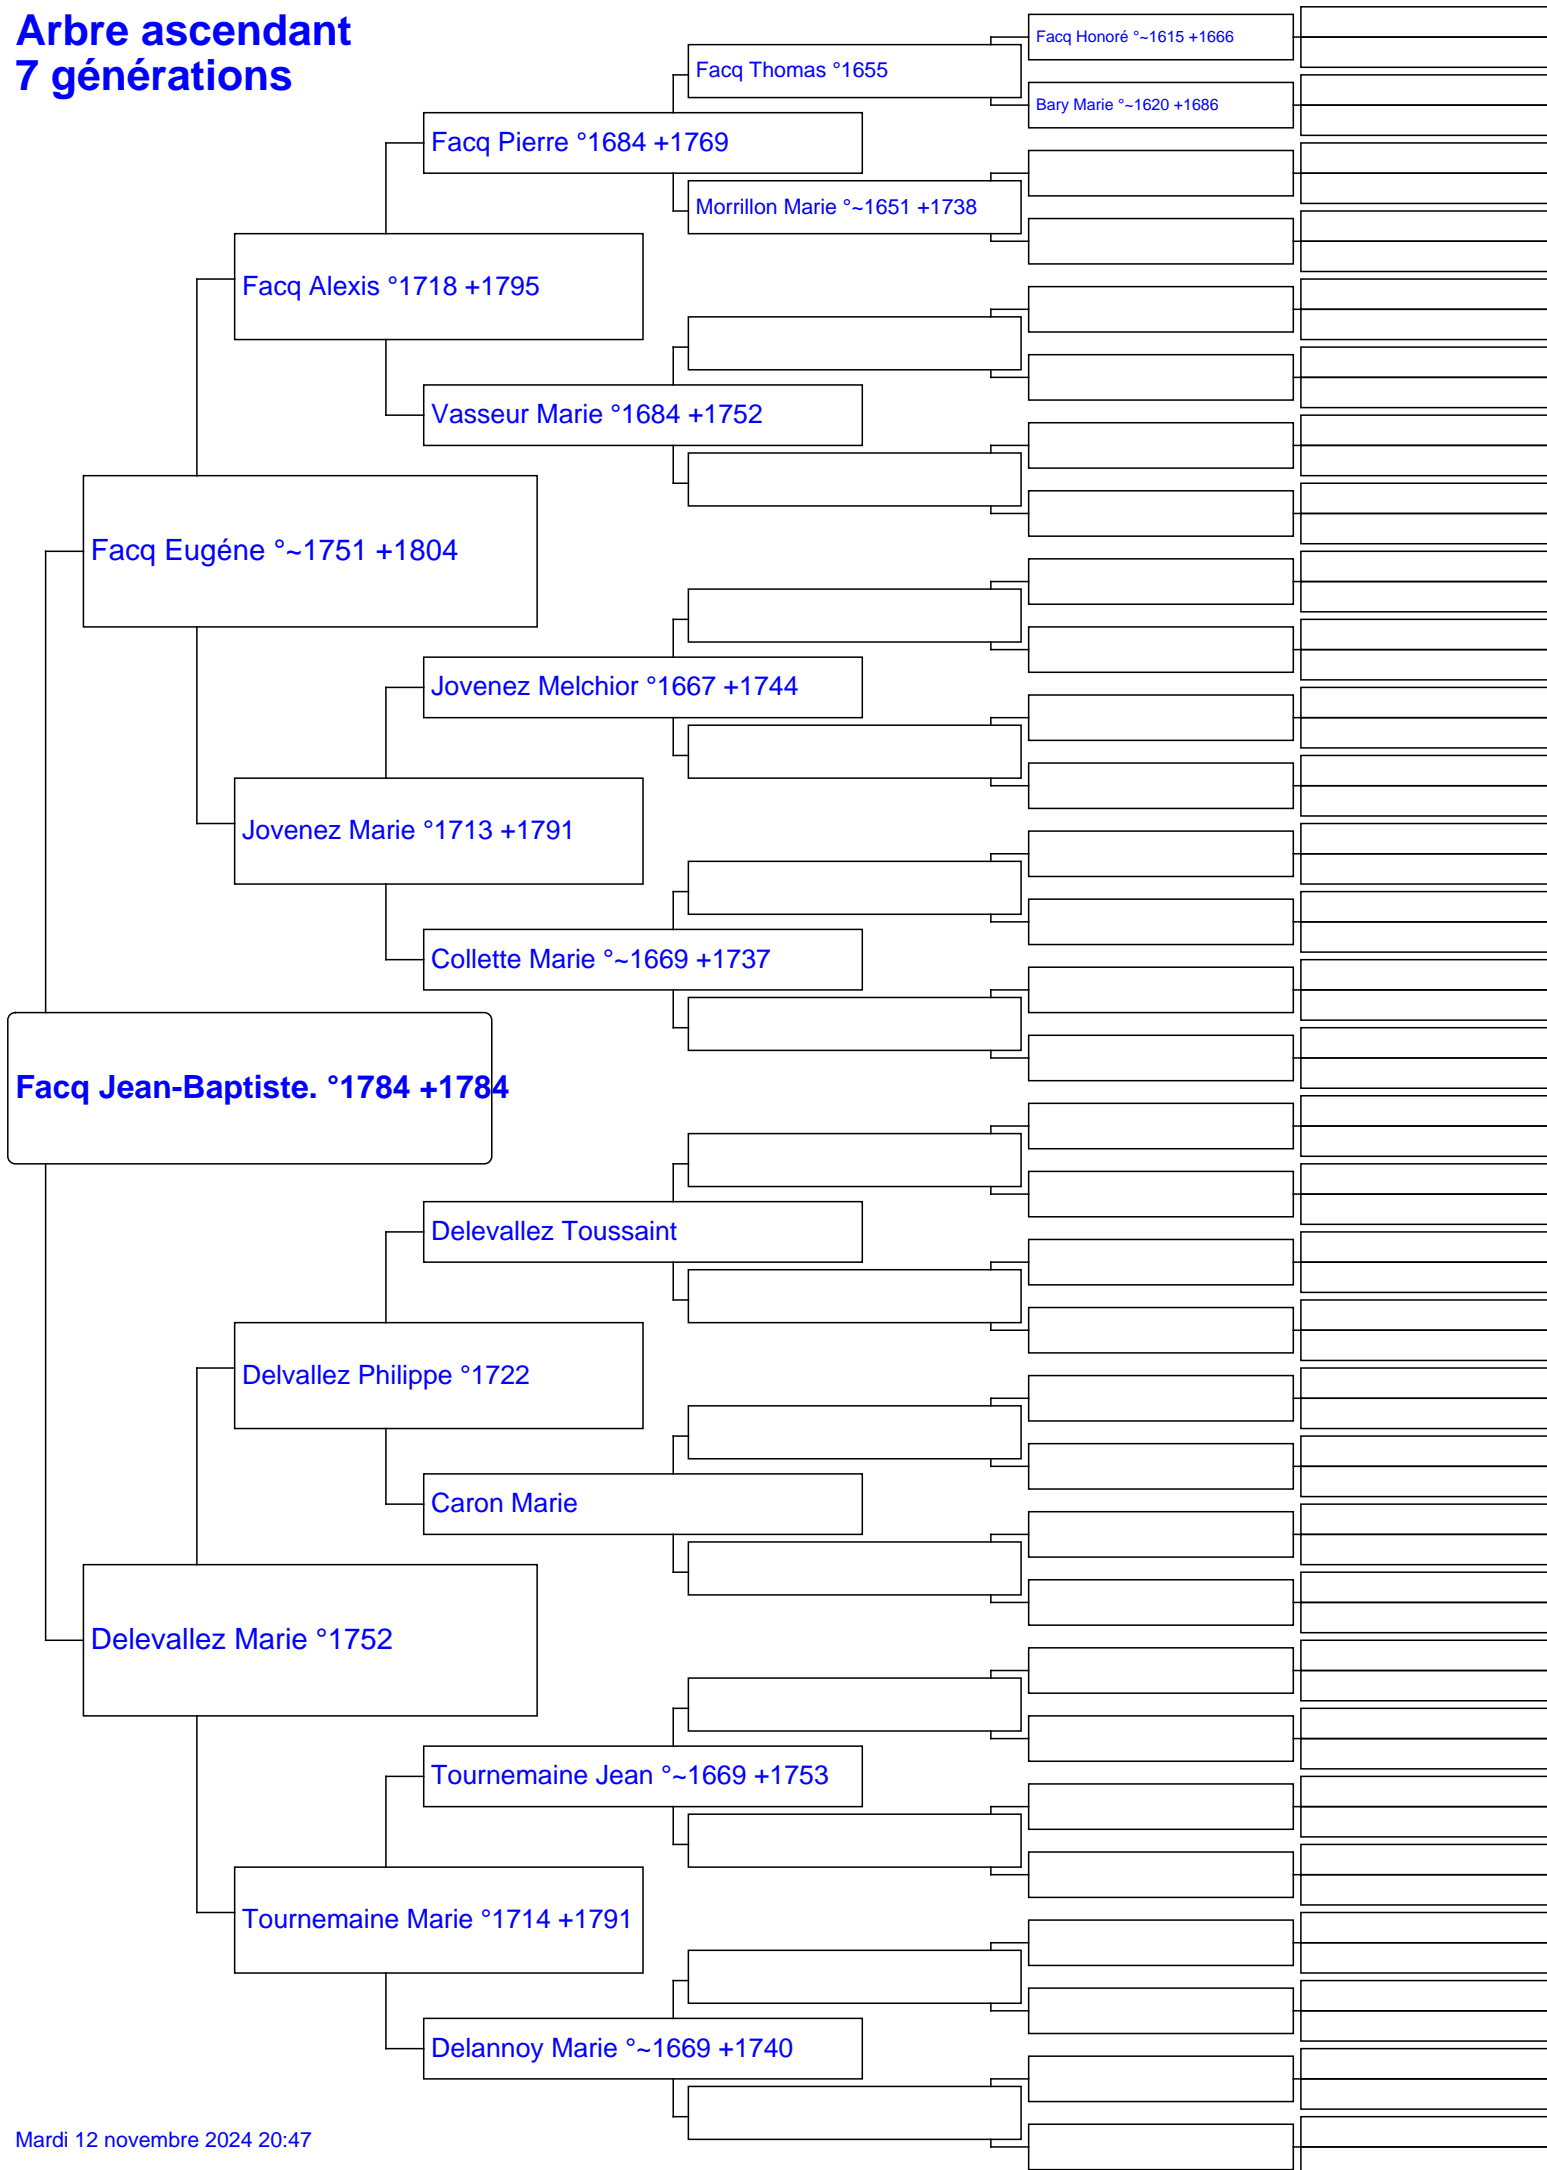 Arbre ascendant
7 générations
Facq Honoré °~1615 +1666
Facq Thomas °1655
Bary Marie °~1620 +1686
Facq Pierre °1684 +1769
Morrillon Marie °~1651 +1738
Facq Alexis °1718 +1795
Vasseur Marie °1684 +1752
Facq Eugéne °~1751 +1804
Jovenez Melchior °1667 +1744
Jovenez Marie °1713 +1791
Collette Marie °~1669 +1737
Facq Jean-Baptiste. °1784 +1784
Delevallez Toussaint
Delvallez Philippe °1722
Caron Marie
Delevallez Marie °1752
Tournemaine Jean °~1669 +1753
Tournemaine Marie °1714 +1791
Delannoy Marie °~1669 +1740
Mardi 12 novembre 2024 20:47